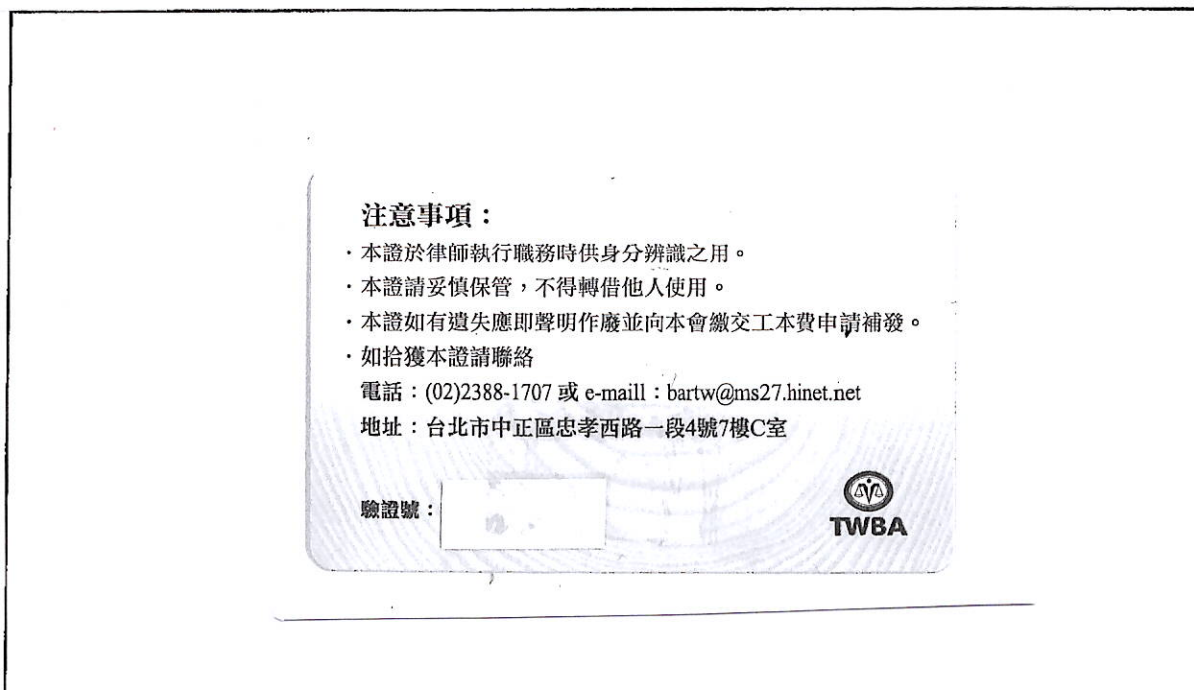 注意事項：
·本證於律師執行職務時供身分辨識之用。
·本證請妥慎保管，不得轉借他人使用。
·本證如有遺失應即聲明作廢並向本會繳交工本費申請補發。
·如拾獲本證請聯絡
電話：(02)2388-1707 或 e-maill：bartw@ms27.hinet.net
地址：台北市中正區忠孝西路一段4號7樓C室
驗證號：
TWBA